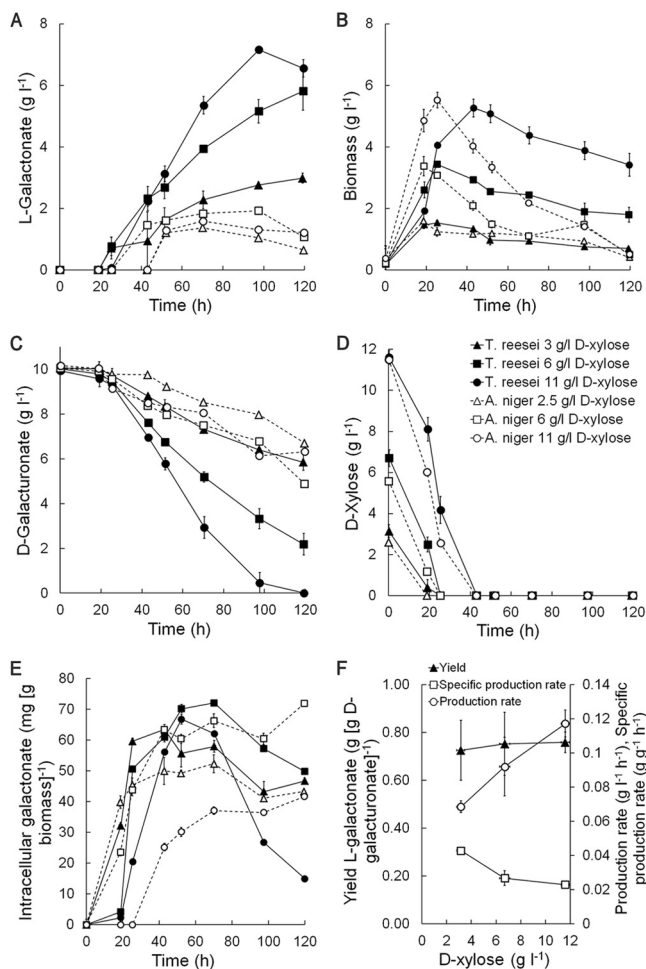 A
L-Galactonate (g l-1)
8
6
4
2
0
0 20 40 60 80 100 120
Time (h)
B
Biomass (g l-1)
8
6
4
2
0
0 20 40 60 80 100 120
Time (h)
C
D-Galacturonate (g l-1)
12
10
8
6
4
2
0
0 20 40 60 80 100 120
Time (h)
D
D-Xylose (g l-1)
12
10
8
6
4
2
0
0 20 40 60 80 100 120
Time (h)
T. reesei 3 g/l D-xylose
T. reesei 6 g/l D-xylose
T. reesei 11 g/l D-xylose
A. niger 2.5 g/l D-xylose
A. niger 6 g/l D-xylose
A. niger 11 g/l D-xylose
E
Intracellular galactonate (mg [g
biomass]-1)
80
70
60
50
40
30
20
10
0
0 20 40 60 80 100 120
Time (h)
F
Yield
Specific production rate
Production rate
Yield L-galactonate (g [g D-
galacturonate]-1)
1.00
0.80
0.60
0.40
0.20
0.00
0 2 4 6 8 10 12
D-xylose (g l-1)
0.14
0.12
0.1
0.08
0.06
0.04
0.02
0
Production rate (g l-1 h-1), Specific
production rate (g g-1 h-1)